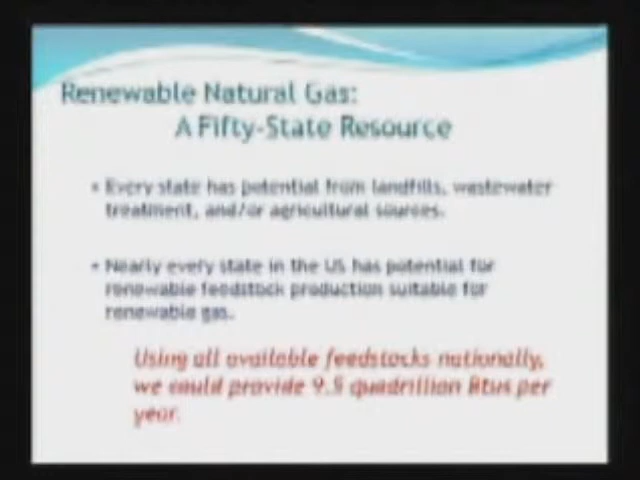 Renewable Natural Gas:
A Fifty-State Resource
• Every state has potential from landfills, wastewater
treatment, and/or agricultural sources.
• Nearly every state in the US has potential for
renewable feedstock production suitable for
renewable gas.
Using all available feedstocks nationally,
we could provide 9.5 quadrillion Btus per
year.